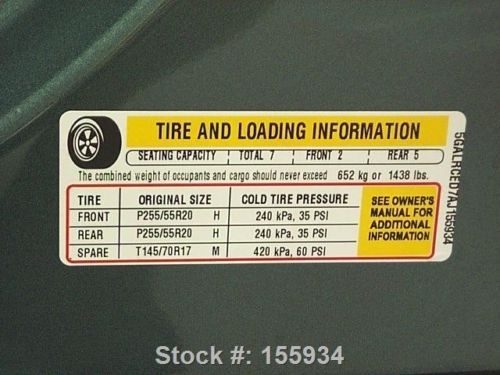 TIRE AND LOADING INFORMATION
SEATING CAPACITY TOTAL 7 FRONT 2 REAR 5
The combined weight of occupants and cargo should never exceed 652 kg or 1438 lbs.
TIRE ORIGINAL SIZE COLD TIRE PRESSURE
FRONT P255/55R20 H 240 kPa, 35 PSI
REAR P255/55R20 H 240 kPa, 35 PSI
SPARE T145/70R17 M 420 kPa, 60 PSI
SEE OWNER'S
MANUAL FOR
ADDITIONAL
INFORMATION
Stock #: 155934